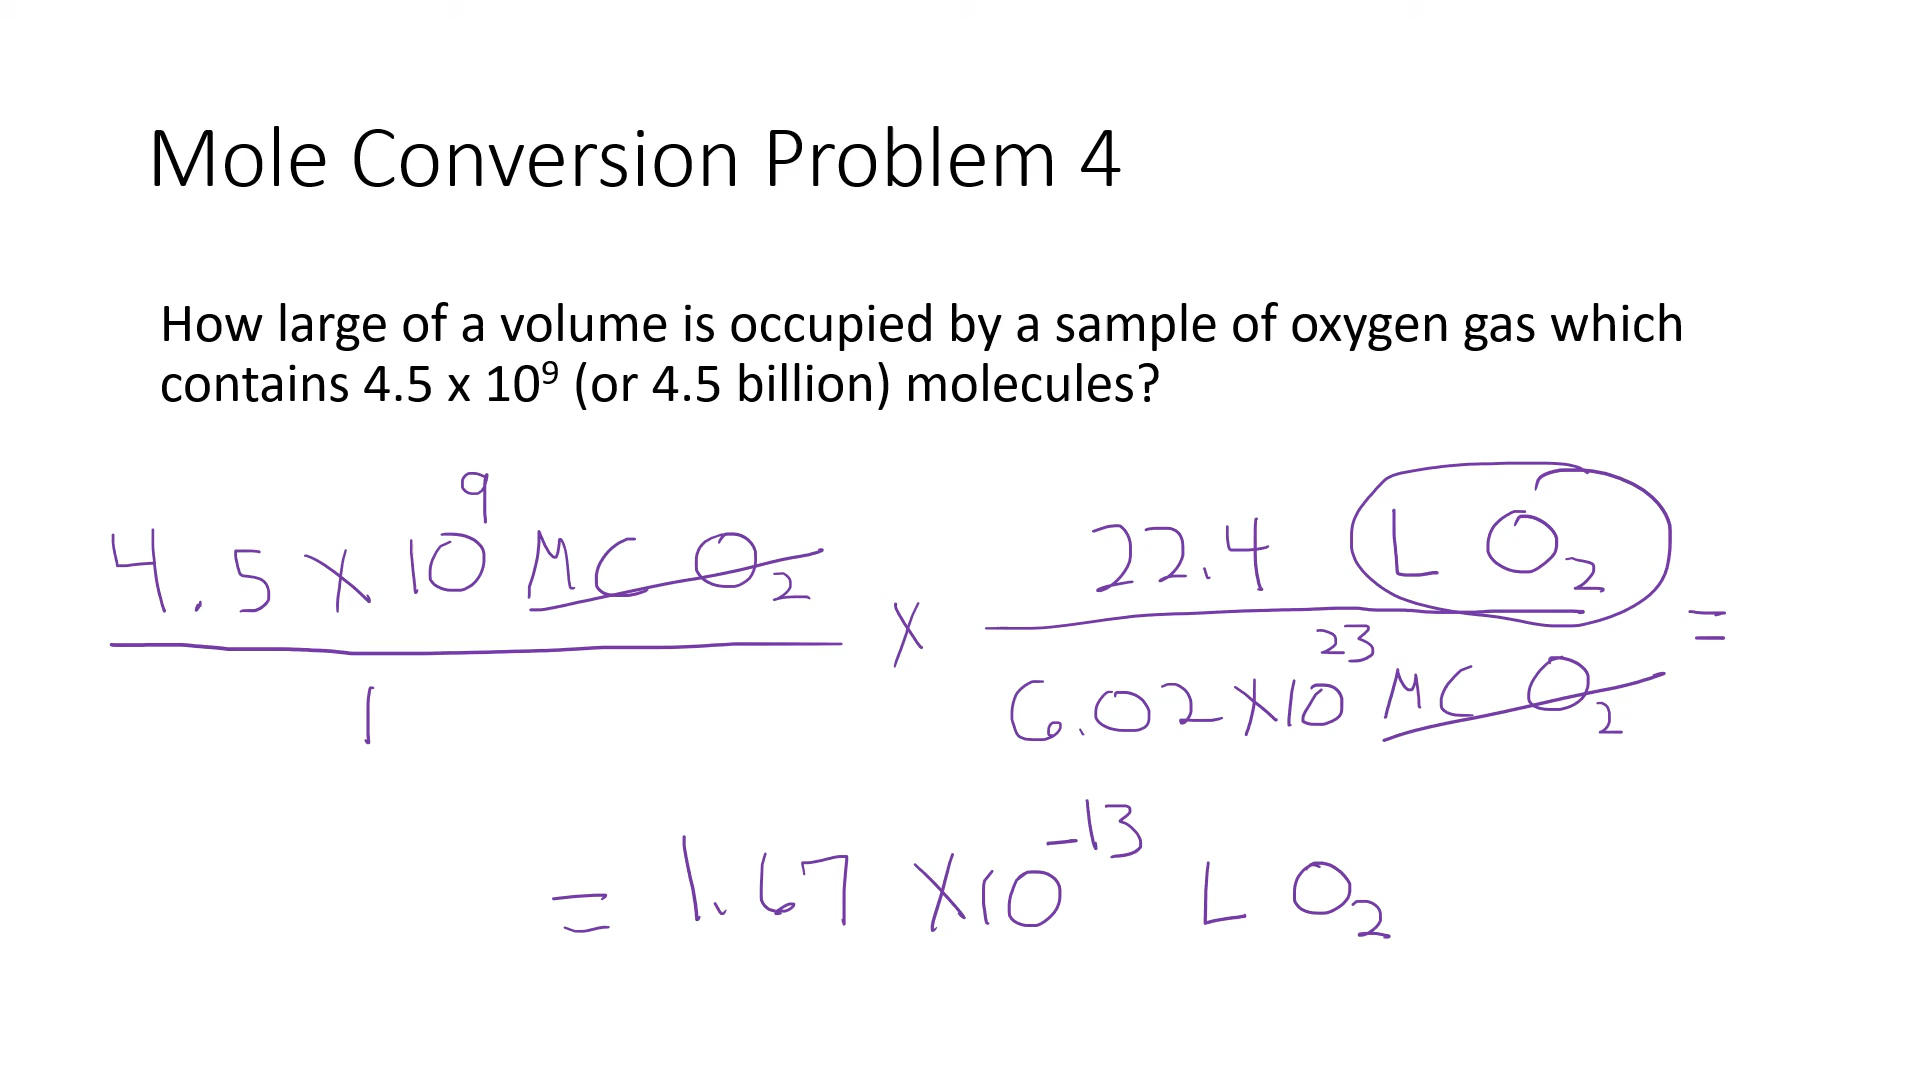 Mole Conversion Problem 4
How large of a volume is occupied by a sample of oxygen gas which
contains 4.5 x 10⁹ (or 4.5 billion) molecules?
4.5 x 10⁹ MC O₂ x 22.4 L O₂ =
1 6.02 x 10²³ MC O₂
= 1.67 x 10⁻¹³ L O₂